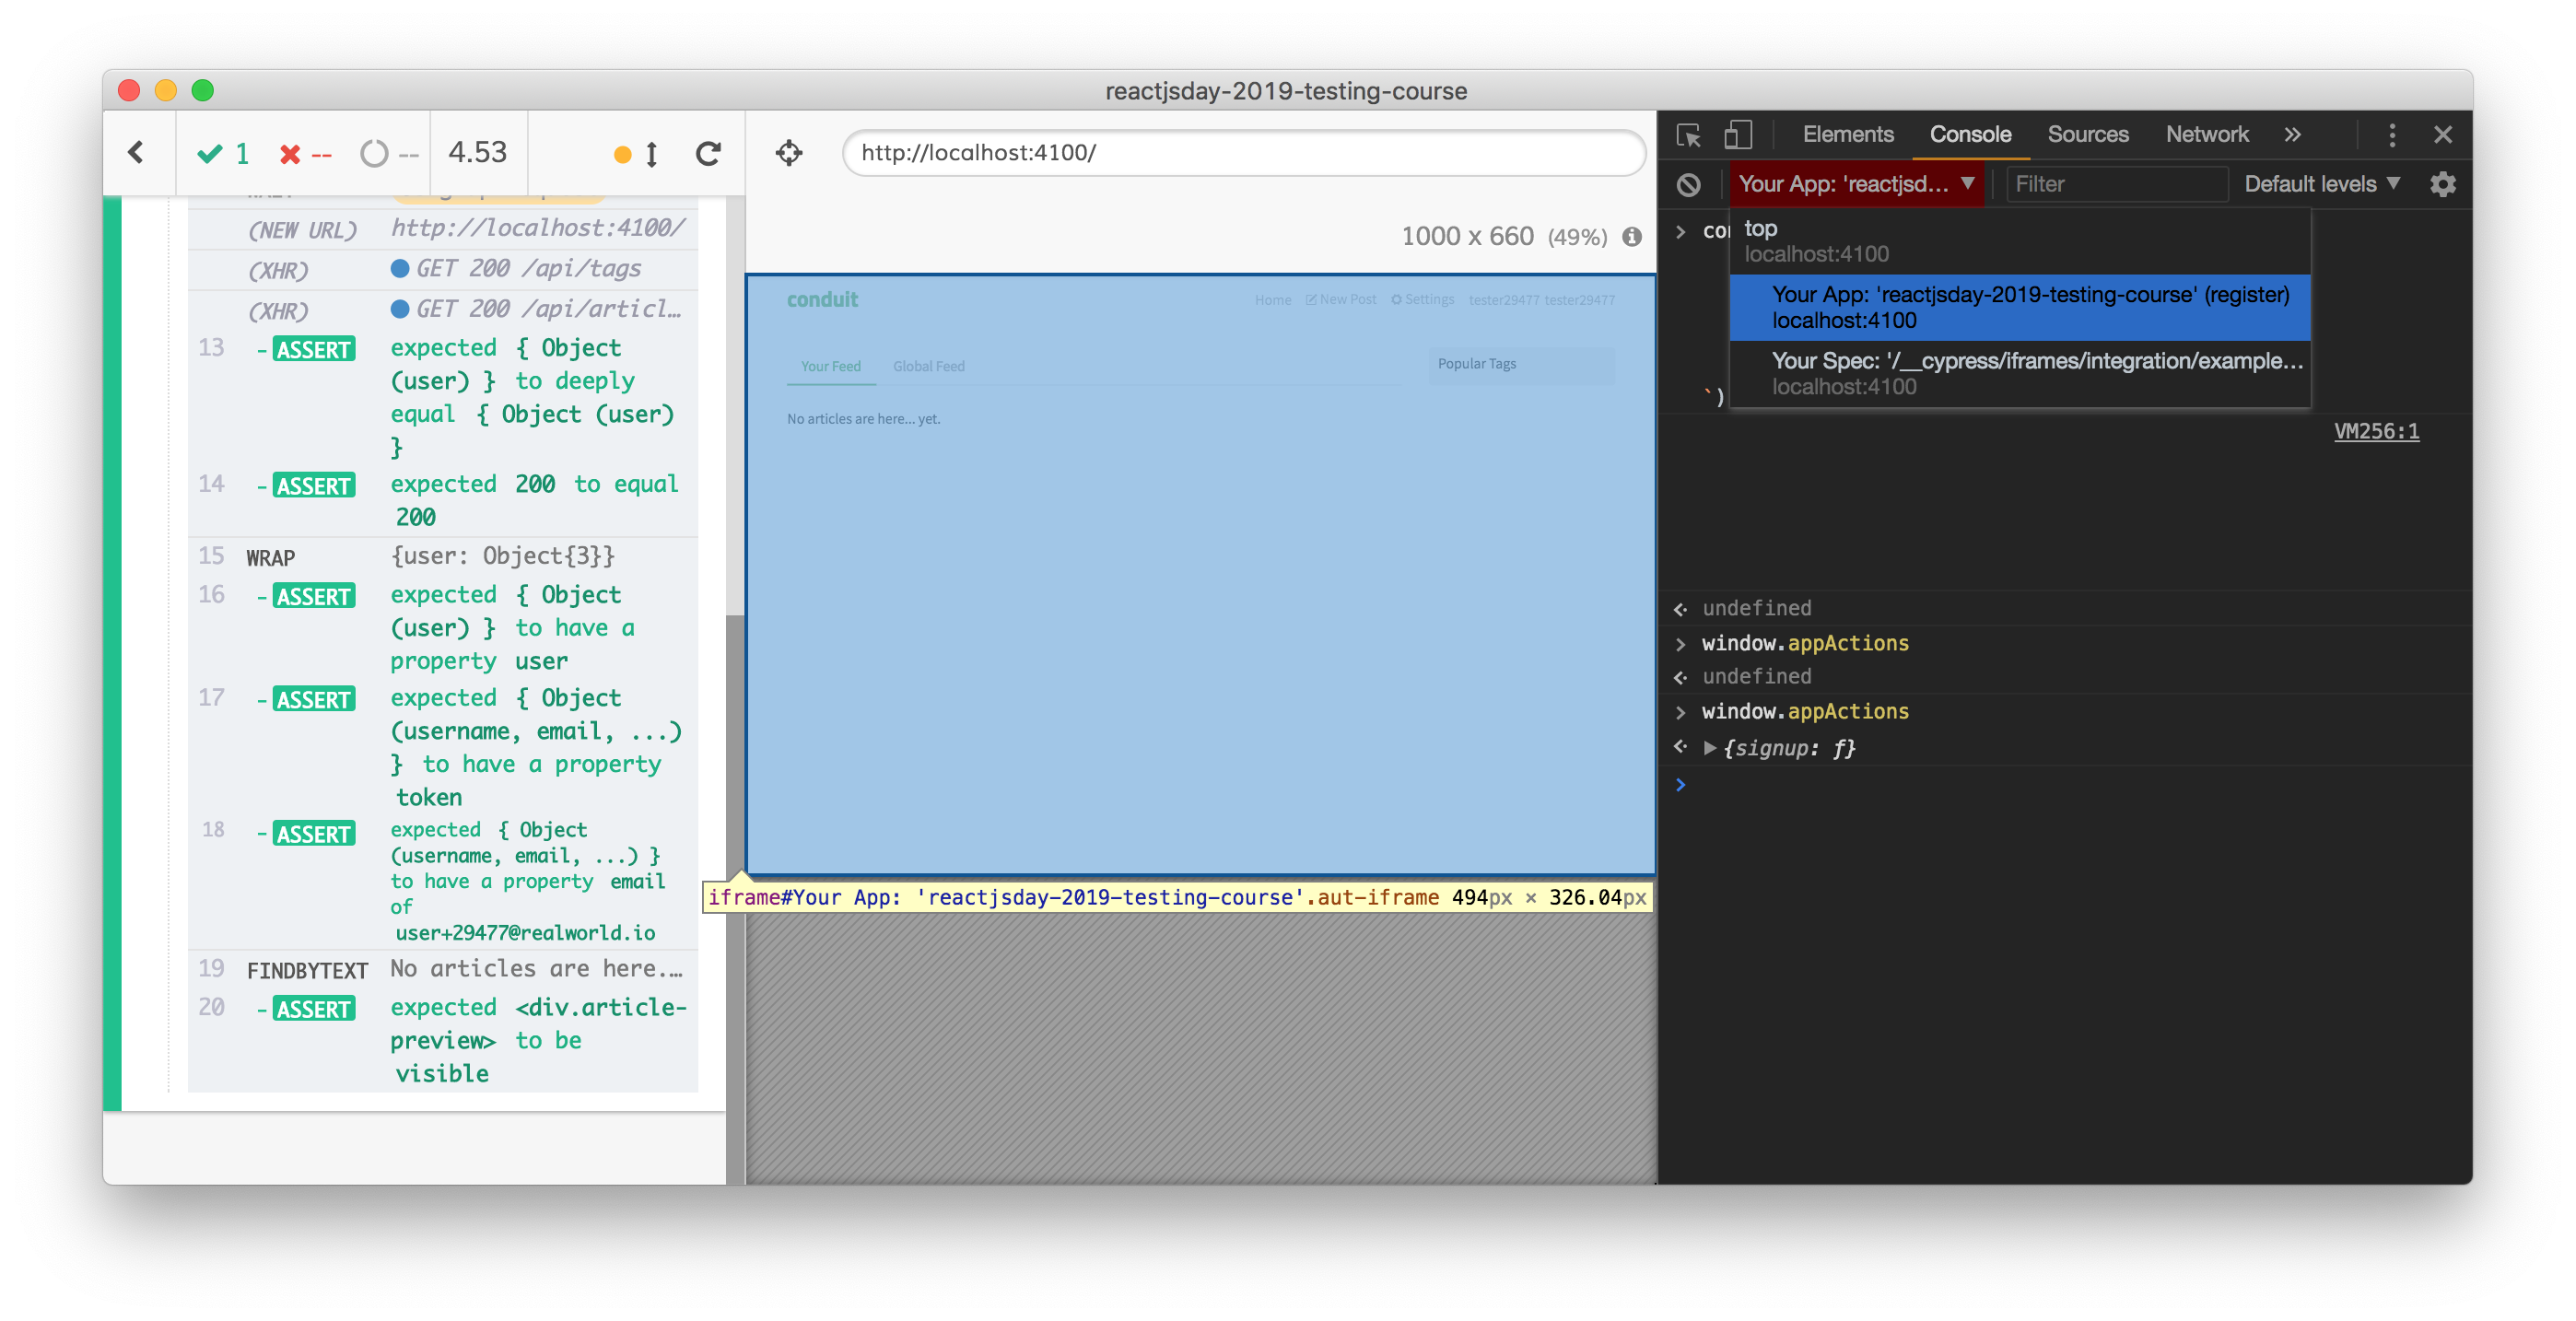 reactjsday-2019-testing-course
1
--
--
4.53
http://localhost:4100/
1000 x 660 (49%)
(NEW URL) http://localhost:4100/
(XHR) GET 200 /api/tags
(XHR) GET 200 /api/articl…
13 -ASSERT expected { Object
(user) } to deeply
equal { Object (user)
}
14 -ASSERT expected 200 to equal
200
15 WRAP {user: Object{3}}
16 -ASSERT expected { Object
(user) } to have a
property user
17 -ASSERT expected { Object
(username, email, ...)
} to have a property
token
18 -ASSERT expected { Object
(username, email, ...) }
to have a property email
of
user+29477@realworld.io
19 FINDBYTEXT No articles are here.…
20 -ASSERT expected <div.article-
preview> to be
visible
conduit
Home New Post Settings tester29477 tester29477
Your Feed Global Feed
Popular Tags
No articles are here... yet.
iframe#Your App: 'reactjsday-2019-testing-course'.aut-iframe 494px × 326.04px
Elements Console Sources Network »
Your App: 'reactjsd… ▼ Filter Default levels ▼
top
localhost:4100
Your App: 'reactjsday-2019-testing-course' (register)
localhost:4100
Your Spec: '/__cypress/iframes/integration/example…
localhost:4100
`)
VM256:1
undefined
window.appActions
undefined
window.appActions
{signup: ƒ}